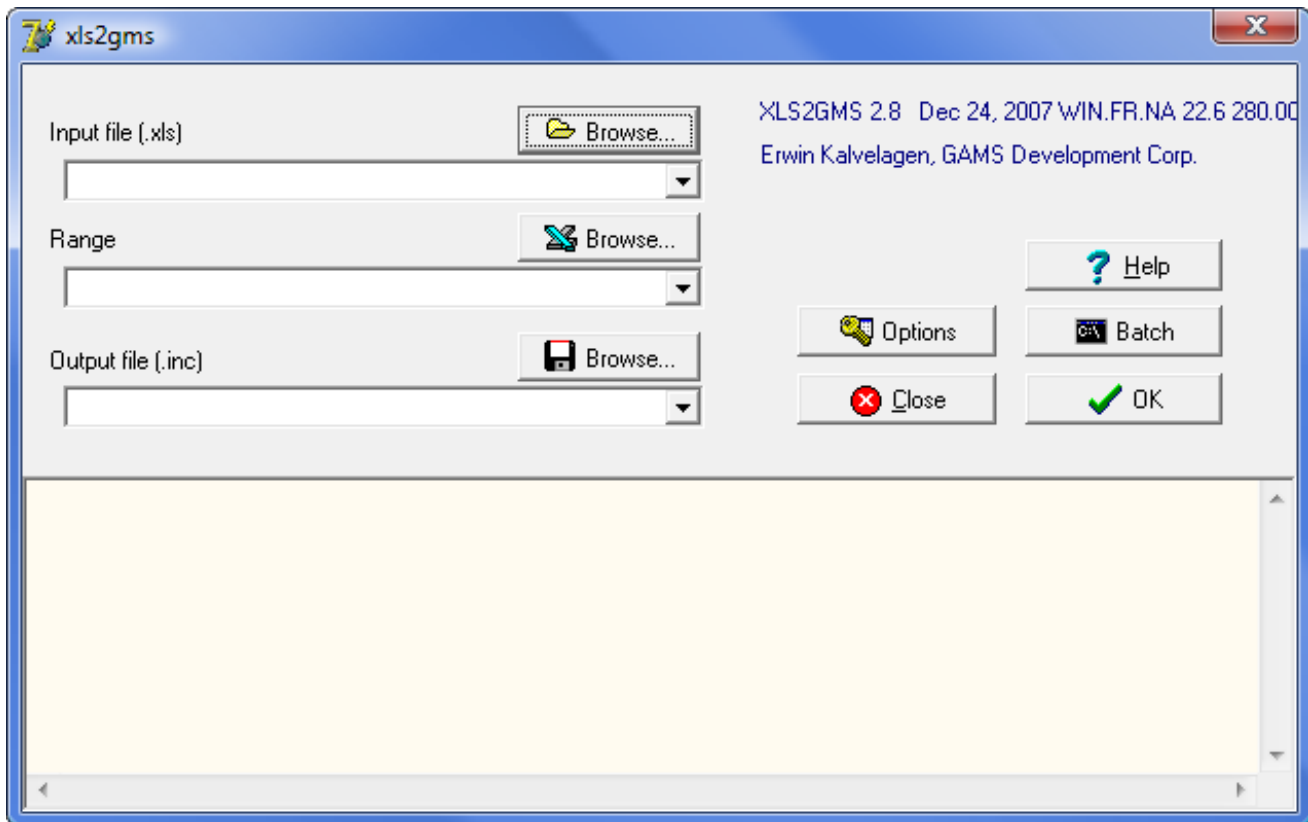 xls2gms
Input file (.xls)
Browse...
XLS2GMS 2.8 Dec 24, 2007 WIN.FR.NA 22.6 280.00
Erwin Kalvelagen, GAMS Development Corp.
Range
Browse...
Help
Options
Batch
Output file (.inc)
Browse...
Close
OK